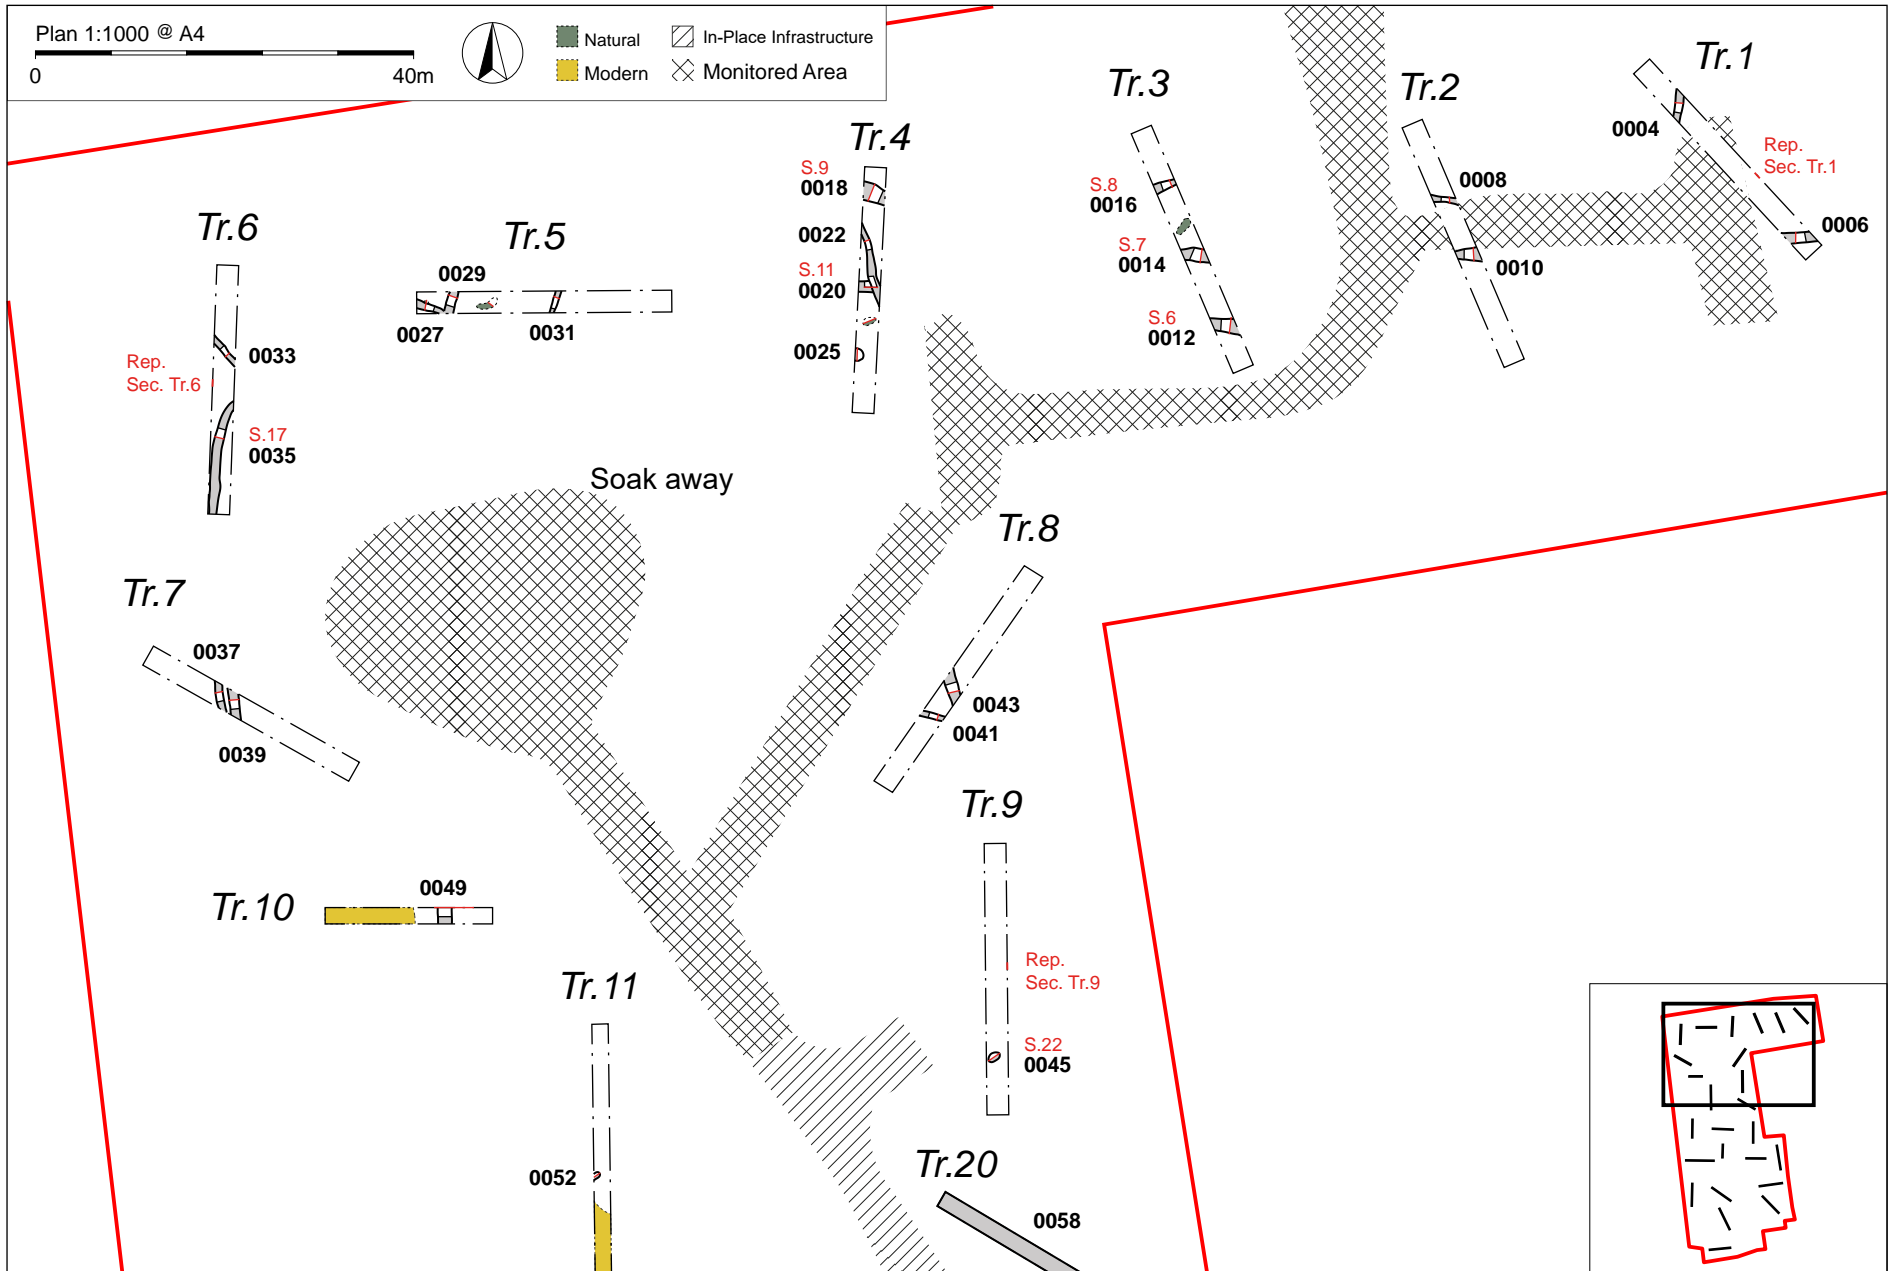 Plan 1:1000 @ A4
0 40m
Natural
Modern
In-Place Infrastructure
Monitored Area
Tr.1
0004
Rep.
Sec. Tr.1
0006
Tr.2
0008
0010
Tr.3
S.8
0016
S.7
0014
S.6
0012
Tr.4
S.9
0018
0022
S.11
0020
0025
Tr.5
0029
0027
0031
Tr.6
0033
Rep.
Sec. Tr.6
S.17
0035
Soak away
Tr.7
0037
0039
Tr.8
0043
0041
Tr.9
Rep.
Sec. Tr.9
S.22
0045
Tr.10
0049
Tr.11
0052
Tr.20
0058